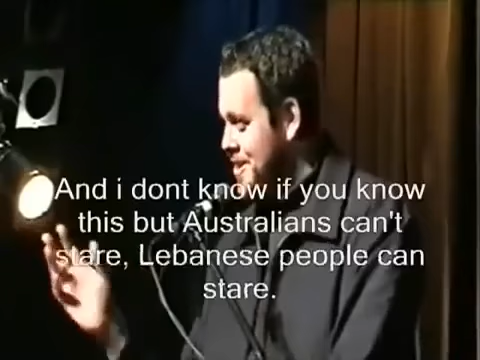 And i dont know if you know
this but Australians can't
stare, Lebanese people can
stare.